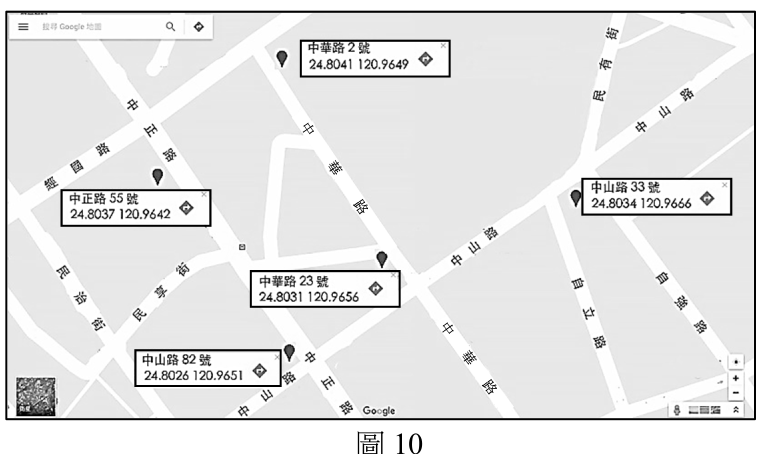 搜尋 Google 地圖
中華路 2 號
24.8041 120.9649
民有街
中山路
中正路
中華路
經國路
中正路 55 號
24.8037 120.9642
中山路 33 號
24.8034 120.9666
中山路
民治街
民享街
中華路 23 號
24.8031 120.9656
自立路
自強路
中華路
中山路 82 號
24.8026 120.9651
中山路
中正路
Google
圖 10